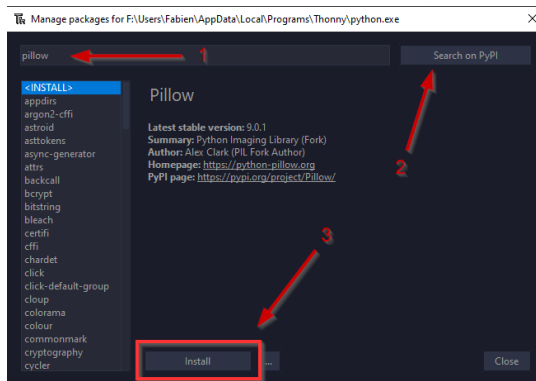 Manage packages for F:\Users\Fabien\AppData\Local\Programs\Thonny\python.exe
pillow
1
Search on PyPI
<INSTALL>
appdirs
argon2-cffi
astroid
asttokens
async-generator
attrs
backcall
bcrypt
bitstring
bleach
certifi
cffi
chardet
click
click-default-group
cloup
colorama
colour
commonmark
cryptography
cycler
Pillow
Latest stable version: 9.0.1
Summary: Python Imaging Library (Fork)
Author: Alex Clark (PIL Fork Author)
Homepage: https://python-pillow.org
PyPI page: https://pypi.org/project/Pillow/
2
3
Install
...
Close